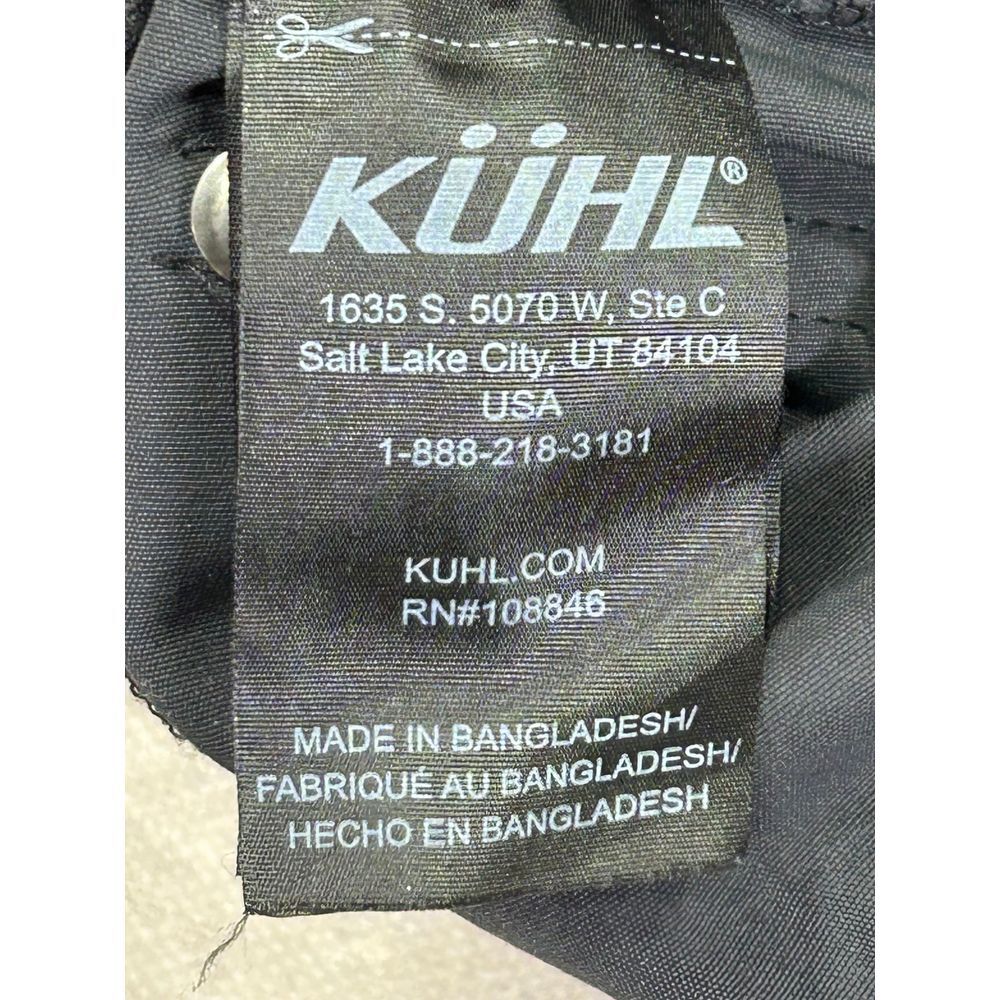 KÜHL®
1635 S. 5070 W, Ste C
Salt Lake City, UT 84104
USA
1-888-218-3181
KUHL.COM
RN#108846
MADE IN BANGLADESH/
FABRIQUÉ AU BANGLADESH/
HECHO EN BANGLADESH